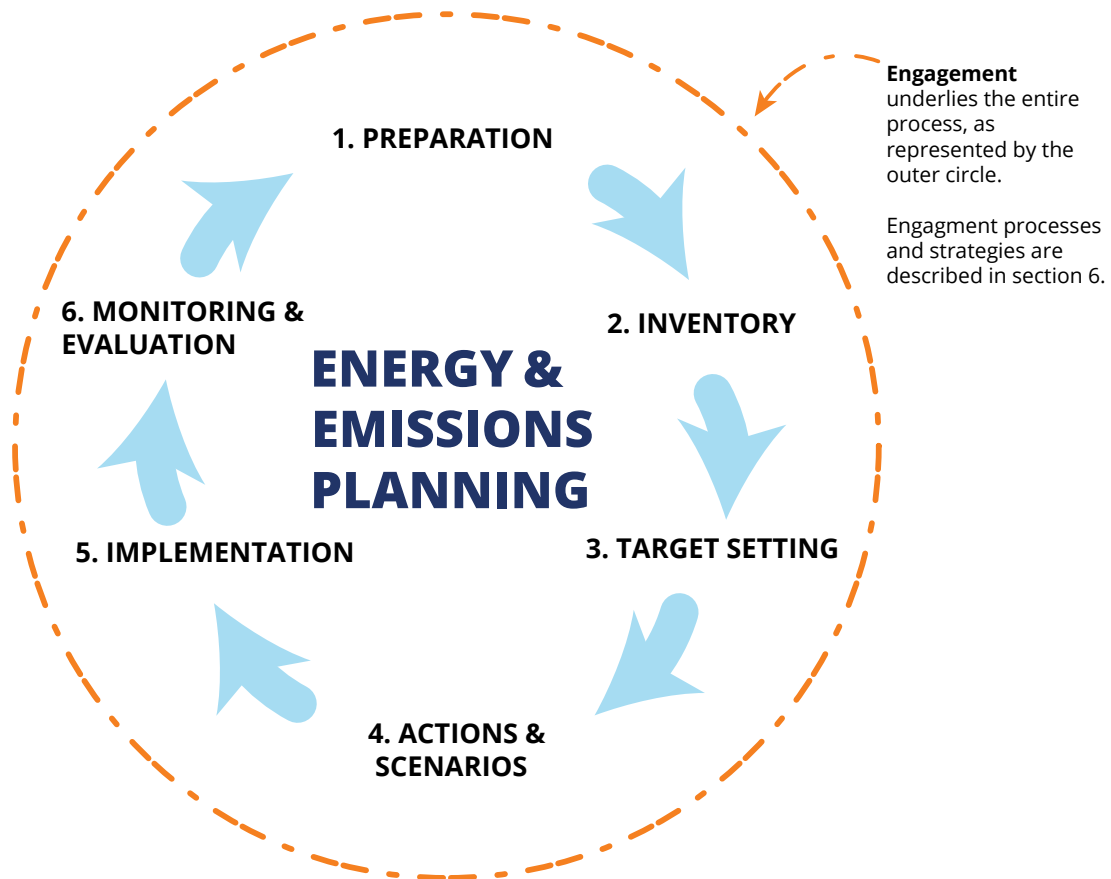 Engagement
underlies the entire
process, as
represented by the
outer circle.
Engagment processes
and strategies are
described in section 6.
1. PREPARATION
2. INVENTORY
3. TARGET SETTING
4. ACTIONS &
SCENARIOS
5. IMPLEMENTATION
6. MONITORING &
EVALUATION
ENERGY &
EMISSIONS
PLANNING